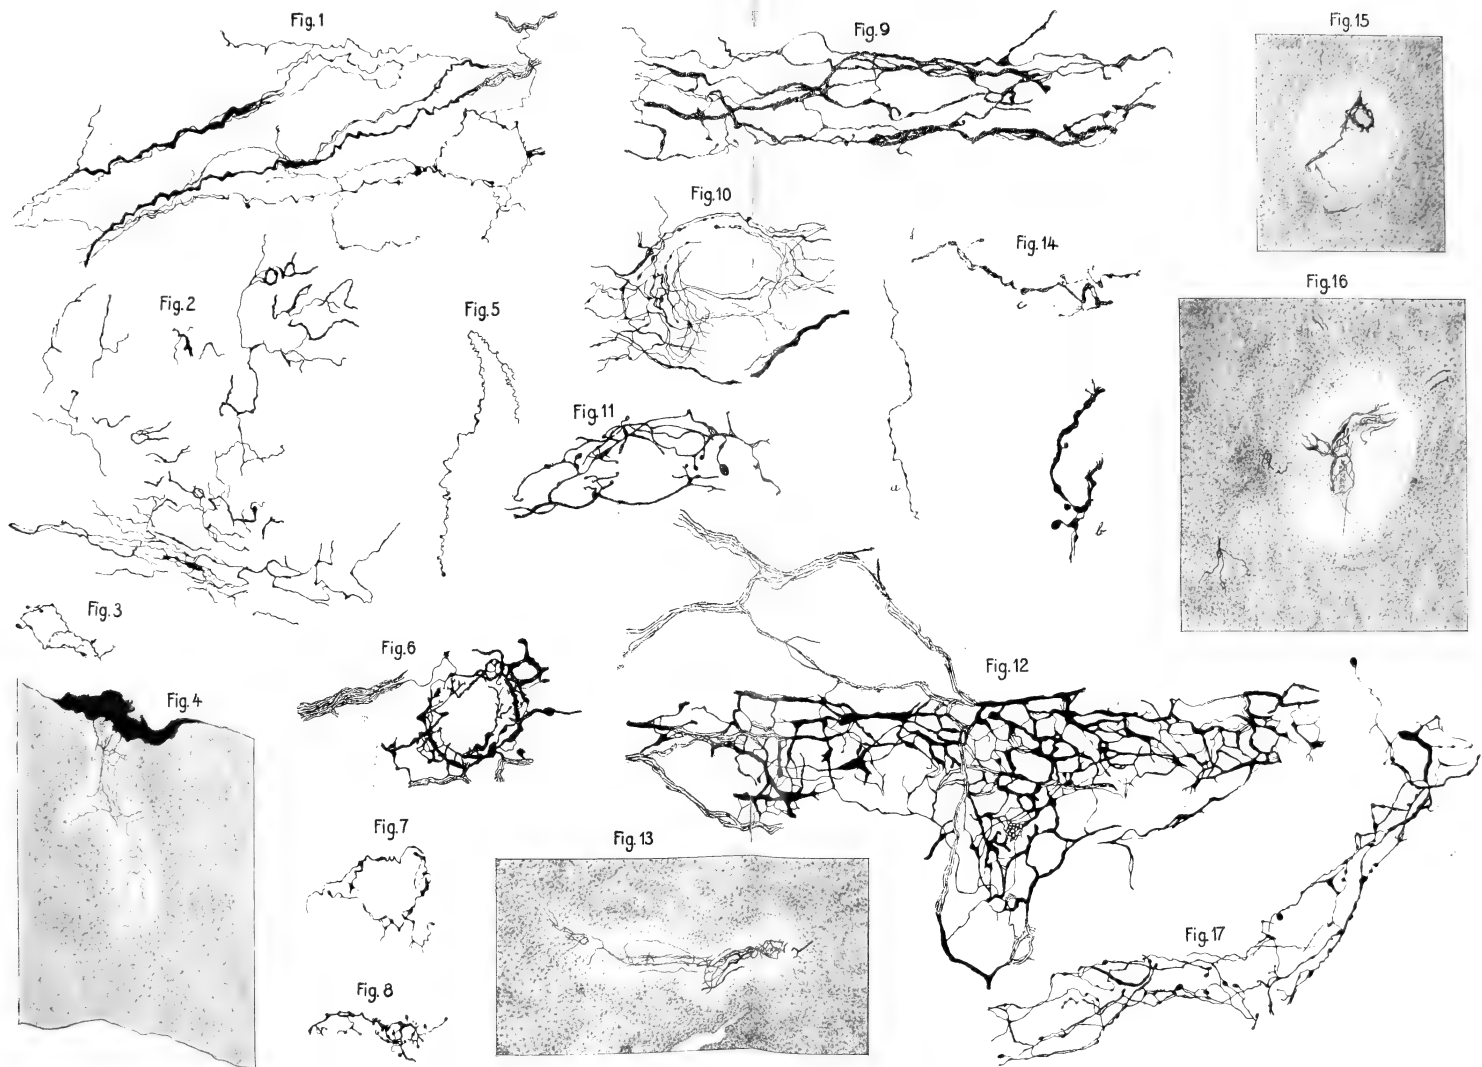 Fig. 1
Fig. 9
Fig. 15
Fig. 10
Fig. 14
c
Fig. 16
Fig. 2
Fig. 5
Fig. 11
a
b
Fig. 3
Fig. 6
Fig. 12
Fig. 4
Fig. 7
Fig. 13
Fig. 17
Fig. 8